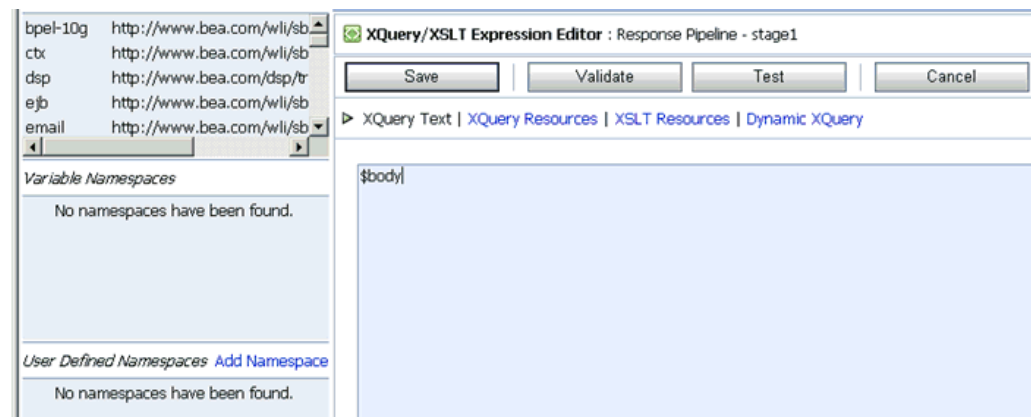 bpel-10g http://www.bea.com/wli/sb
ctx http://www.bea.com/wli/sb
dsp http://www.bea.com/dsp/tr
ejb http://www.bea.com/wli/sb
email http://www.bea.com/wli/sb
Variable Namespaces
No namespaces have been found.
User Defined Namespaces Add Namespace
No namespaces have been found.
XQuery/XSLT Expression Editor : Response Pipeline - stage1
Save Validate Test Cancel
XQuery Text | XQuery Resources | XSLT Resources | Dynamic XQuery
$body